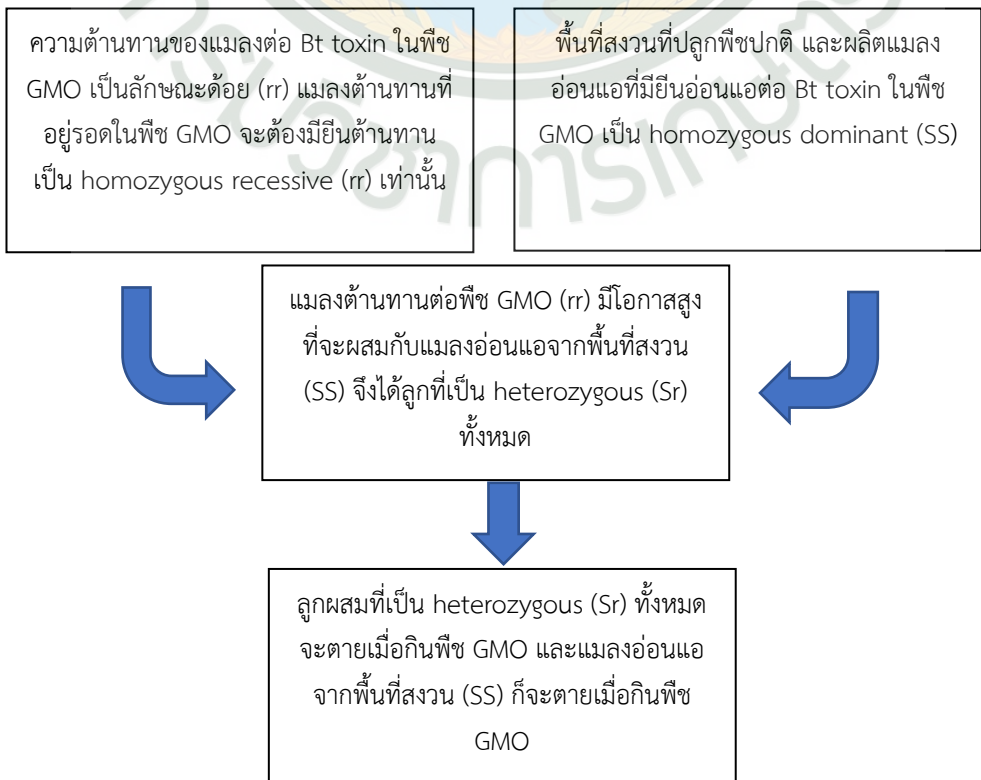 ความต้านทานของแมลงต่อ Bt toxin ในพืช
GMO เป็นลักษณะด้อย (rr) แมลงต้านทานที่
อยู่รอดในพืช GMO จะต้องมียีนต้านทาน
เป็น homozygous recessive (rr) เท่านั้น
พื้นที่สงวนที่ปลูกพืชปกติ และผลิตแมลง
อ่อนแอที่มียีนอ่อนแอต่อ Bt toxin ในพืช
GMO เป็น homozygous dominant (SS)
แมลงต้านทานต่อพืช GMO (rr) มีโอกาสสูง
ที่จะผสมกับแมลงอ่อนแอจากพื้นที่สงวน
(SS) จึงได้ลูกที่เป็น heterozygous (Sr)
ทั้งหมด
ลูกผสมที่เป็น heterozygous (Sr) ทั้งหมด
จะตายเมื่อกินพืช GMO และแมลงอ่อนแอ
จากพื้นที่สงวน (SS) ก็จะตายเมื่อกินพืช
GMO